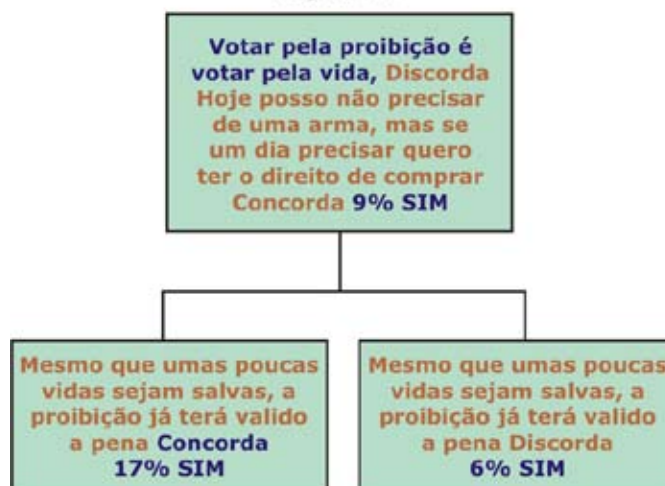 Votar pela proibição é
votar pela vida, Discorda
Hoje posso não precisar
de uma arma, mas se
um dia precisar quero
ter o direito de comprar
Concorda 9% SIM
Mesmo que umas poucas
vidas sejam salvas, a
proibição já terá valido
a pena Concorda
17% SIM
Mesmo que umas poucas
vidas sejam salvas, a
proibição já terá valido
a pena Discorda
6% SIM